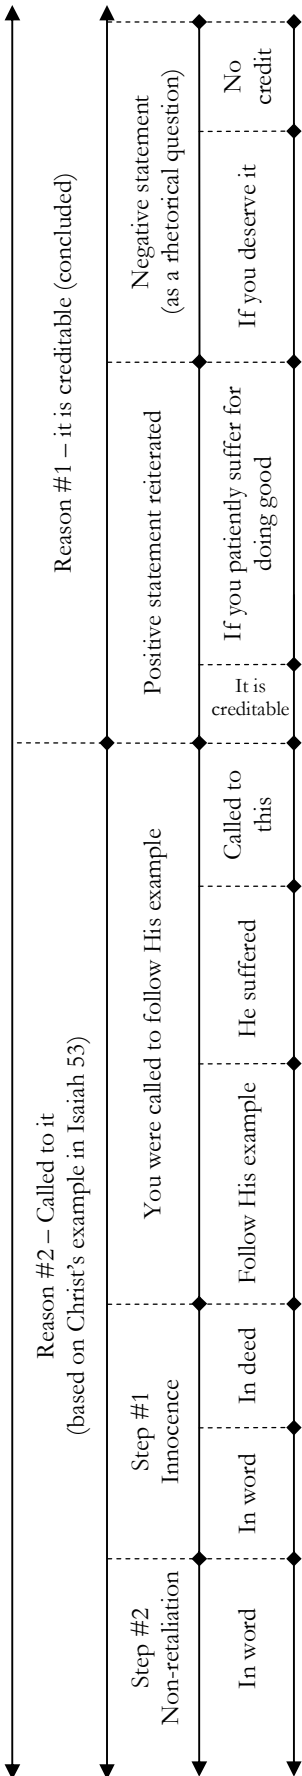 Reason #1 – it is creditable (concluded)
Negative statement
(as a rhetorical question)
No
credit
If you deserve it
Positive statement reiterated
If you patiently suffer for
doing good
It is
creditable
Reason #2 – Called to it
(based on Christ's example in Isaiah 53)
You were called to follow His example
Called to
this
He suffered
Follow His example
Step #1
Innocence
In deed
In word
Step #2
Non-retaliation
In word